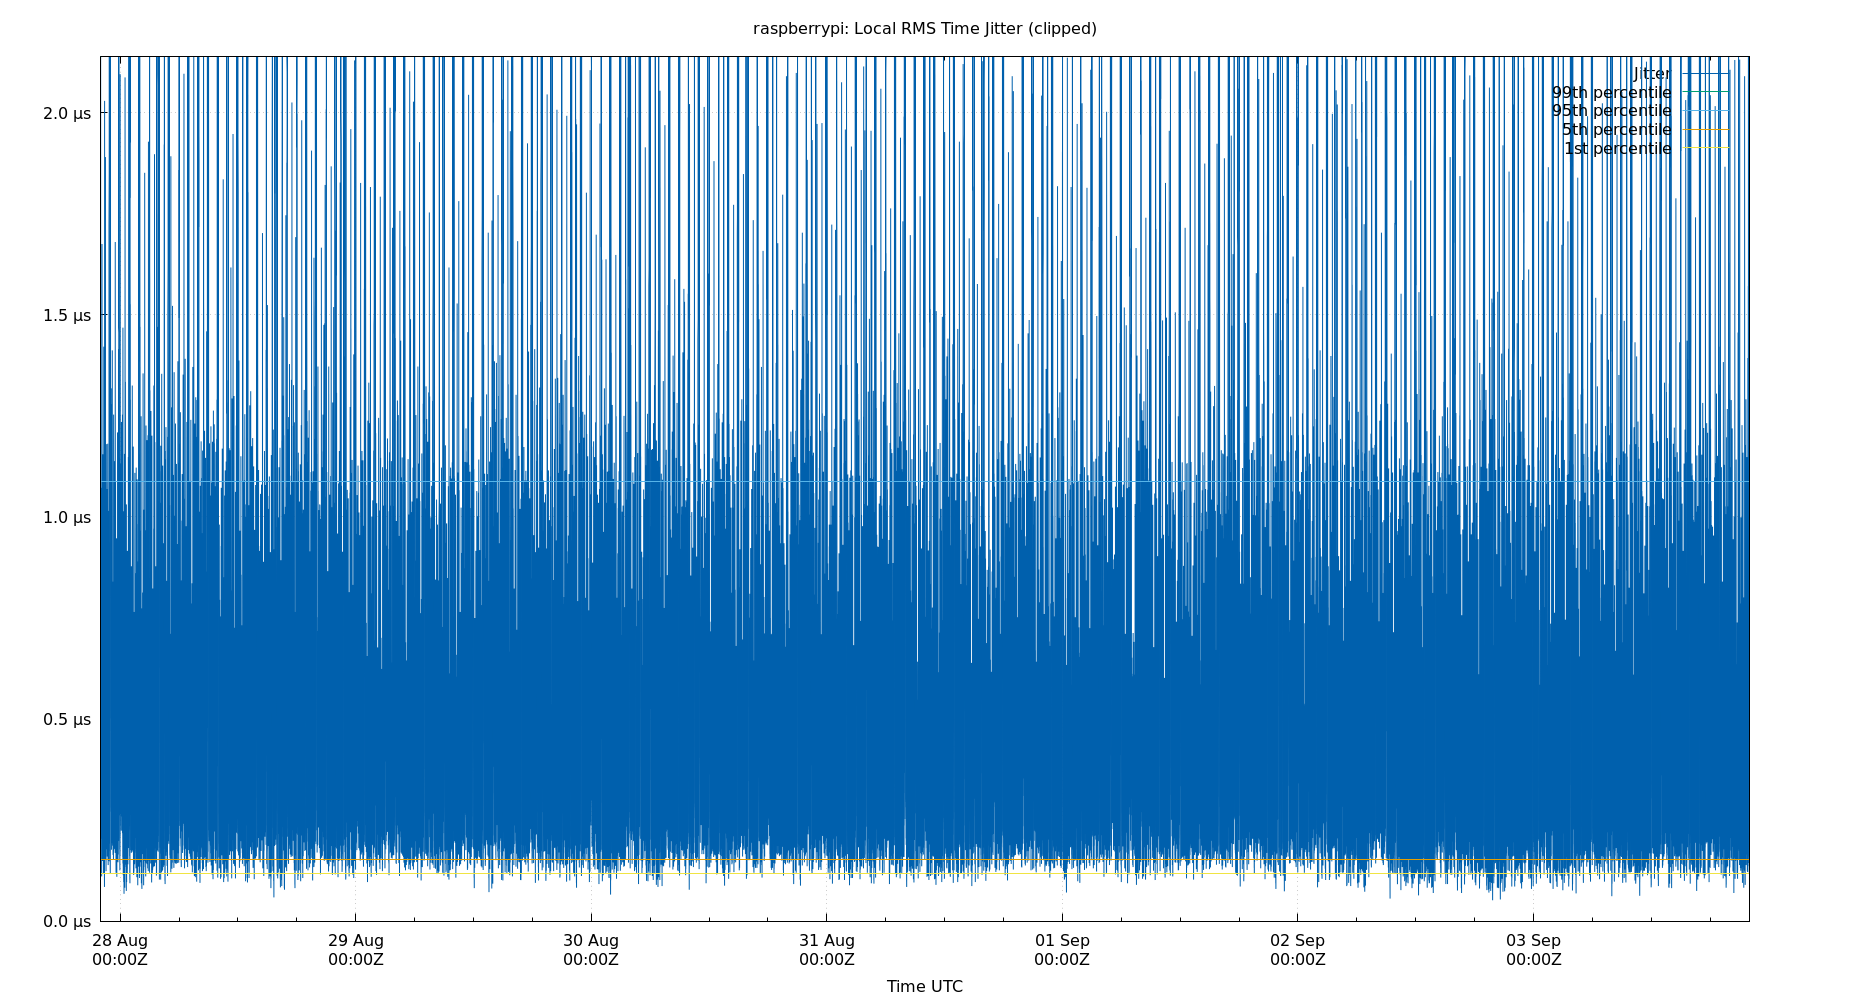 raspberrypi: Local RMS Time Jitter (clipped)
Jitter
99th percentile
95th percentile
5th percentile
1st percentile
2.0 µs
1.5 µs
1.0 µs
0.5 µs
0.0 µs
28 Aug 29 Aug 30 Aug 31 Aug 01 Sep 02 Sep 03 Sep
00:00Z 00:00Z 00:00Z 00:00Z 00:00Z 00:00Z 00:00Z
Time UTC